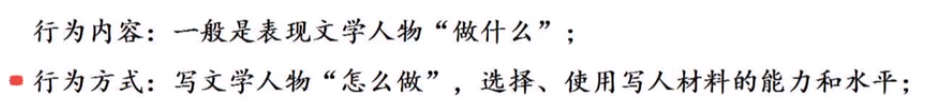 行为内容：一般是表现文学人物“做什么”；
行为方式：写文学人物“怎么做”，选择、使用写人材料的能力和水平；